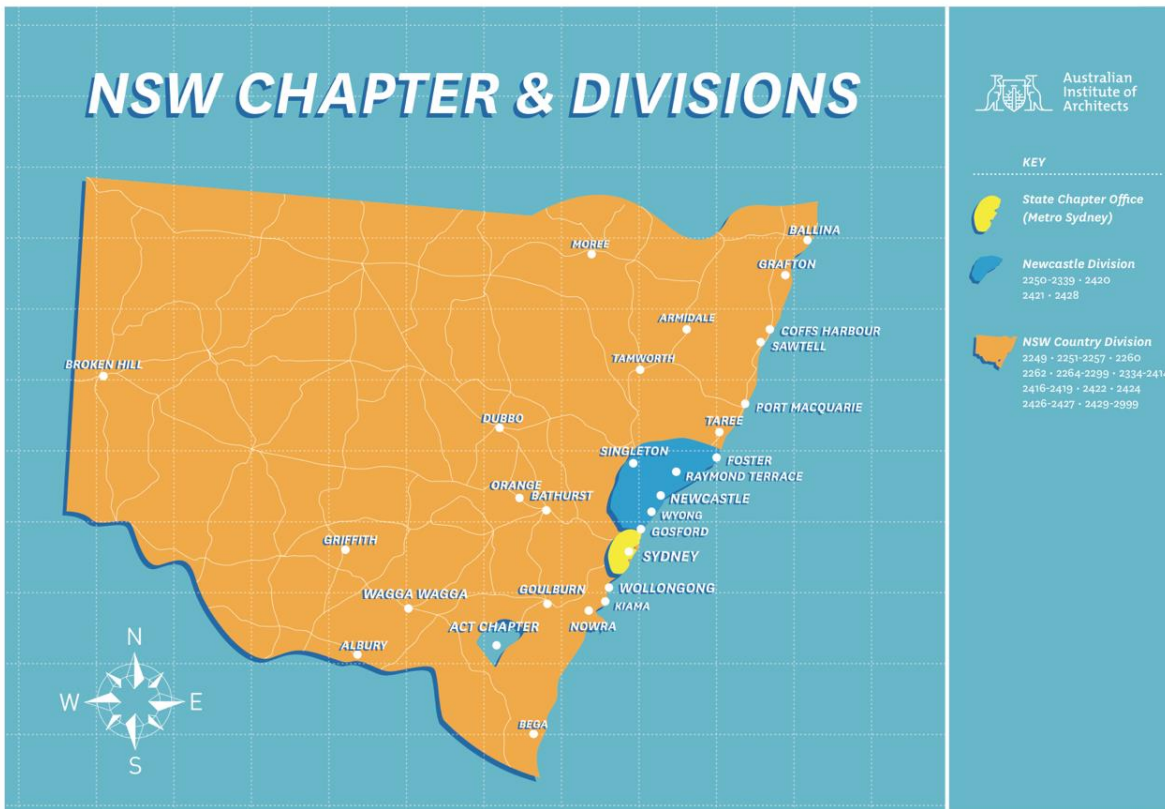 NSW CHAPTER & DIVISIONS
Australian
Institute of
Architects
KEY
State Chapter Office
(Metro Sydney)
Newcastle Division
2250-2339 • 2420
2421 • 2428
NSW Country Division
2249 • 2251-2257 • 2260
2262 • 2264-2299 • 2334-2414
2416-2419 • 2422 • 2424
2426-2427 • 2429-2999
BALLINA
MOREE
GRAFTON
ARMIDALE
COFFS HARBOUR
SAWTELL
TAMWORTH
BROKEN HILL
PORT MACQUARIE
DUBBO
TAREE
SINGLETON
FOSTER
RAYMOND TERRACE
ORANGE
BATHURST
NEWCASTLE
WYONG
GOSFORD
GRIFFITH
SYDNEY
WAGGA WAGGA
GOULBURN
WOLLONGONG
KIAMA
ACT CHAPTER
NOWRA
ALBURY
BEGA
N
W
E
S